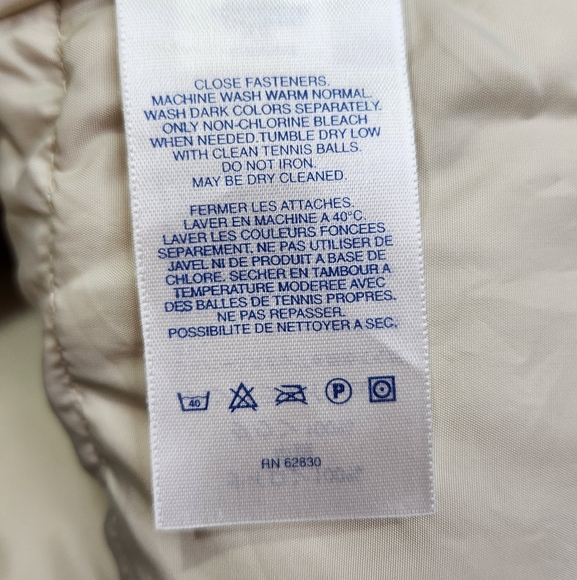 CLOSE FASTENERS.
MACHINE WASH WARM NORMAL.
WASH DARK COLORS SEPARATELY.
ONLY NON-CHLORINE BLEACH
WHEN NEEDED.TUMBLE DRY LOW
WITH CLEAN TENNIS BALLS.
DO NOT IRON.
MAY BE DRY CLEANED.
FERMER LES ATTACHES.
LAVER EN MACHINE A 40°C.
LAVER LES COULEURS FONCEES
SEPAREMENT. NE PAS UTILISER DE
JAVEL NI DE PRODUIT A BASE DE
CHLORE. SECHER EN TAMBOUR A
TEMPERATURE MODEREE AVEC
DES BALLES DE TENNIS PROPRES.
NE PAS REPASSER.
POSSIBILITE DE NETTOYER A SEC.
40 P
RN 62830